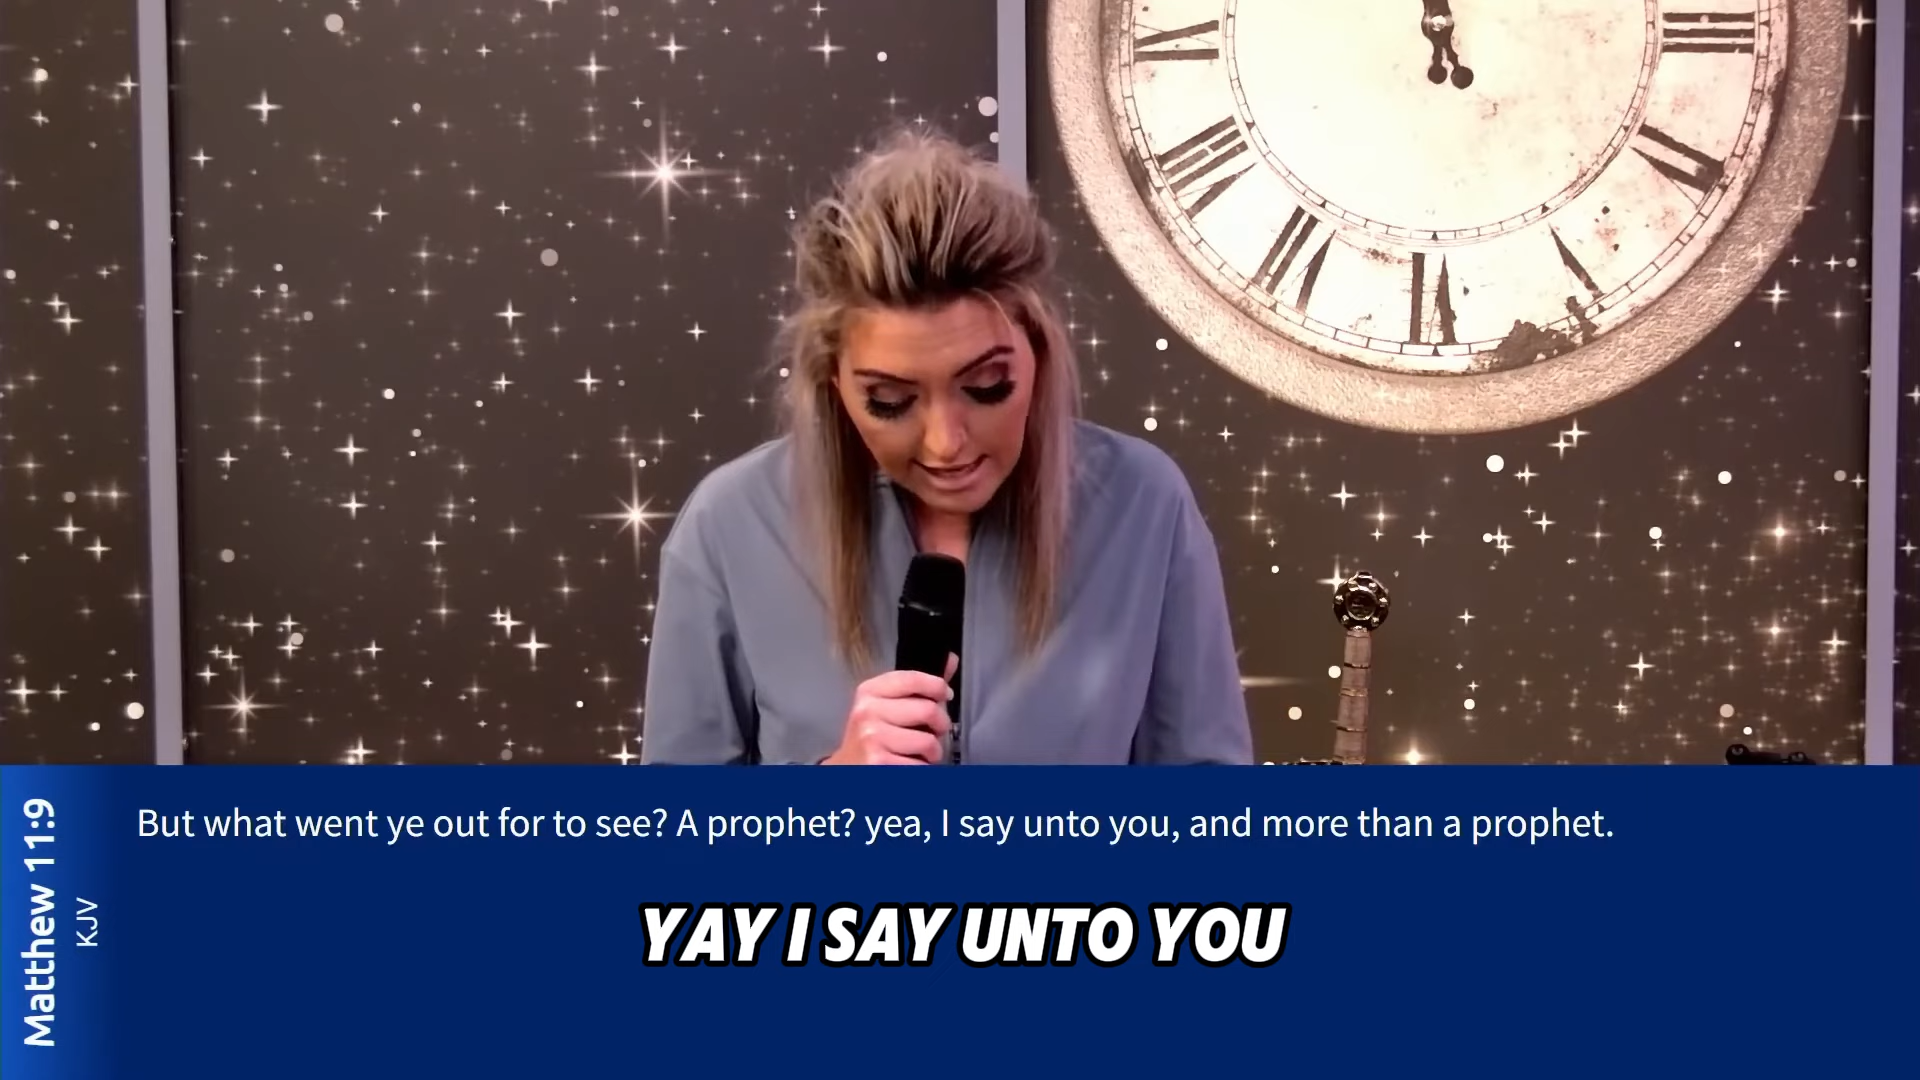 Matthew 11:9
KJV
But what went ye out for to see? A prophet? yea, I say unto you, and more than a prophet.
YAY I SAY UNTO YOU